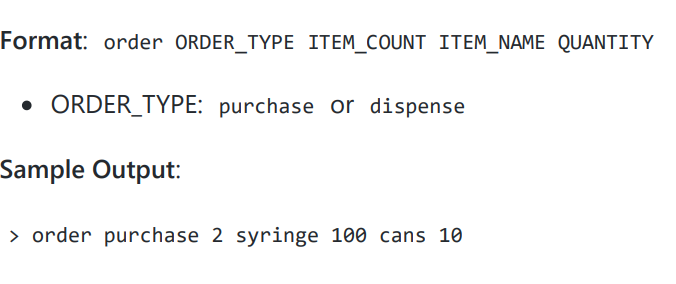 Format: order ORDER_TYPE ITEM_COUNT ITEM_NAME QUANTITY
• ORDER_TYPE: purchase or dispense
Sample Output:
> order purchase 2 syringe 100 cans 10